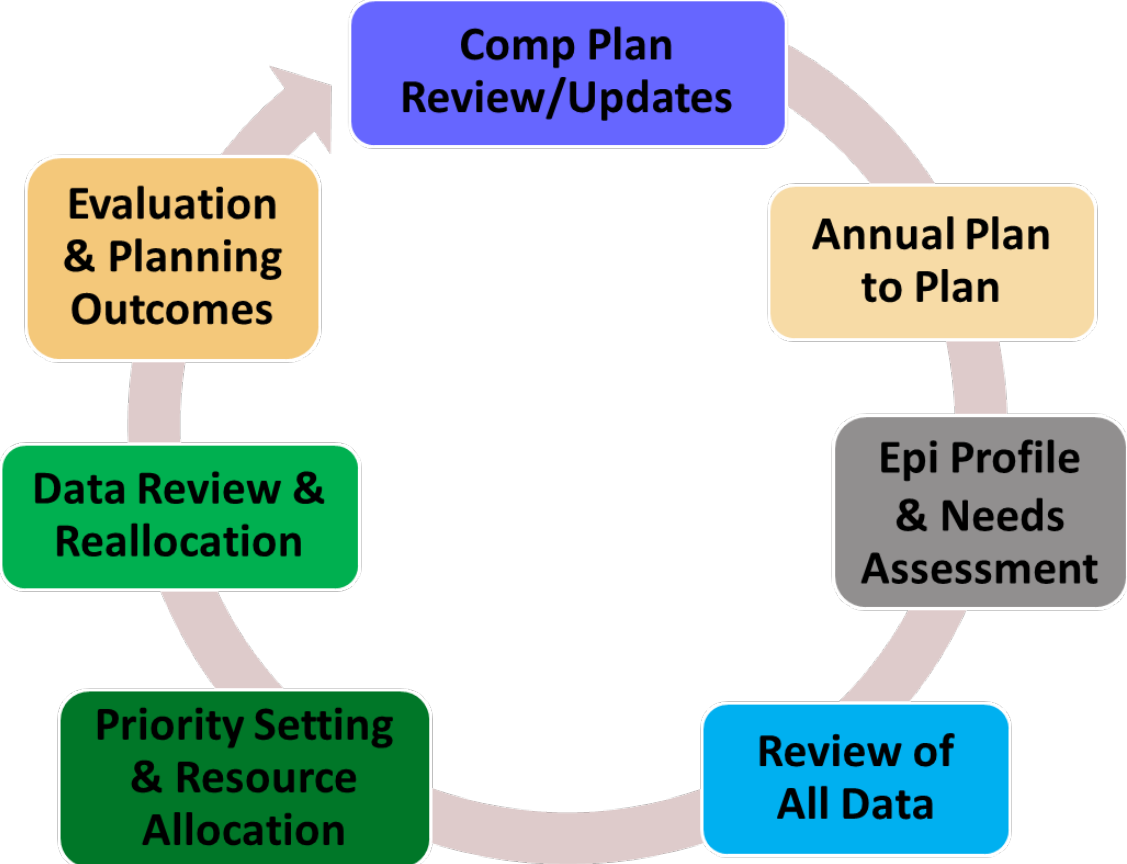 Comp Plan
Review/Updates
Annual Plan
to Plan
Epi Profile
& Needs
Assessment
Review of
All Data
Priority Setting
& Resource
Allocation
Data Review &
Reallocation
Evaluation
& Planning
Outcomes